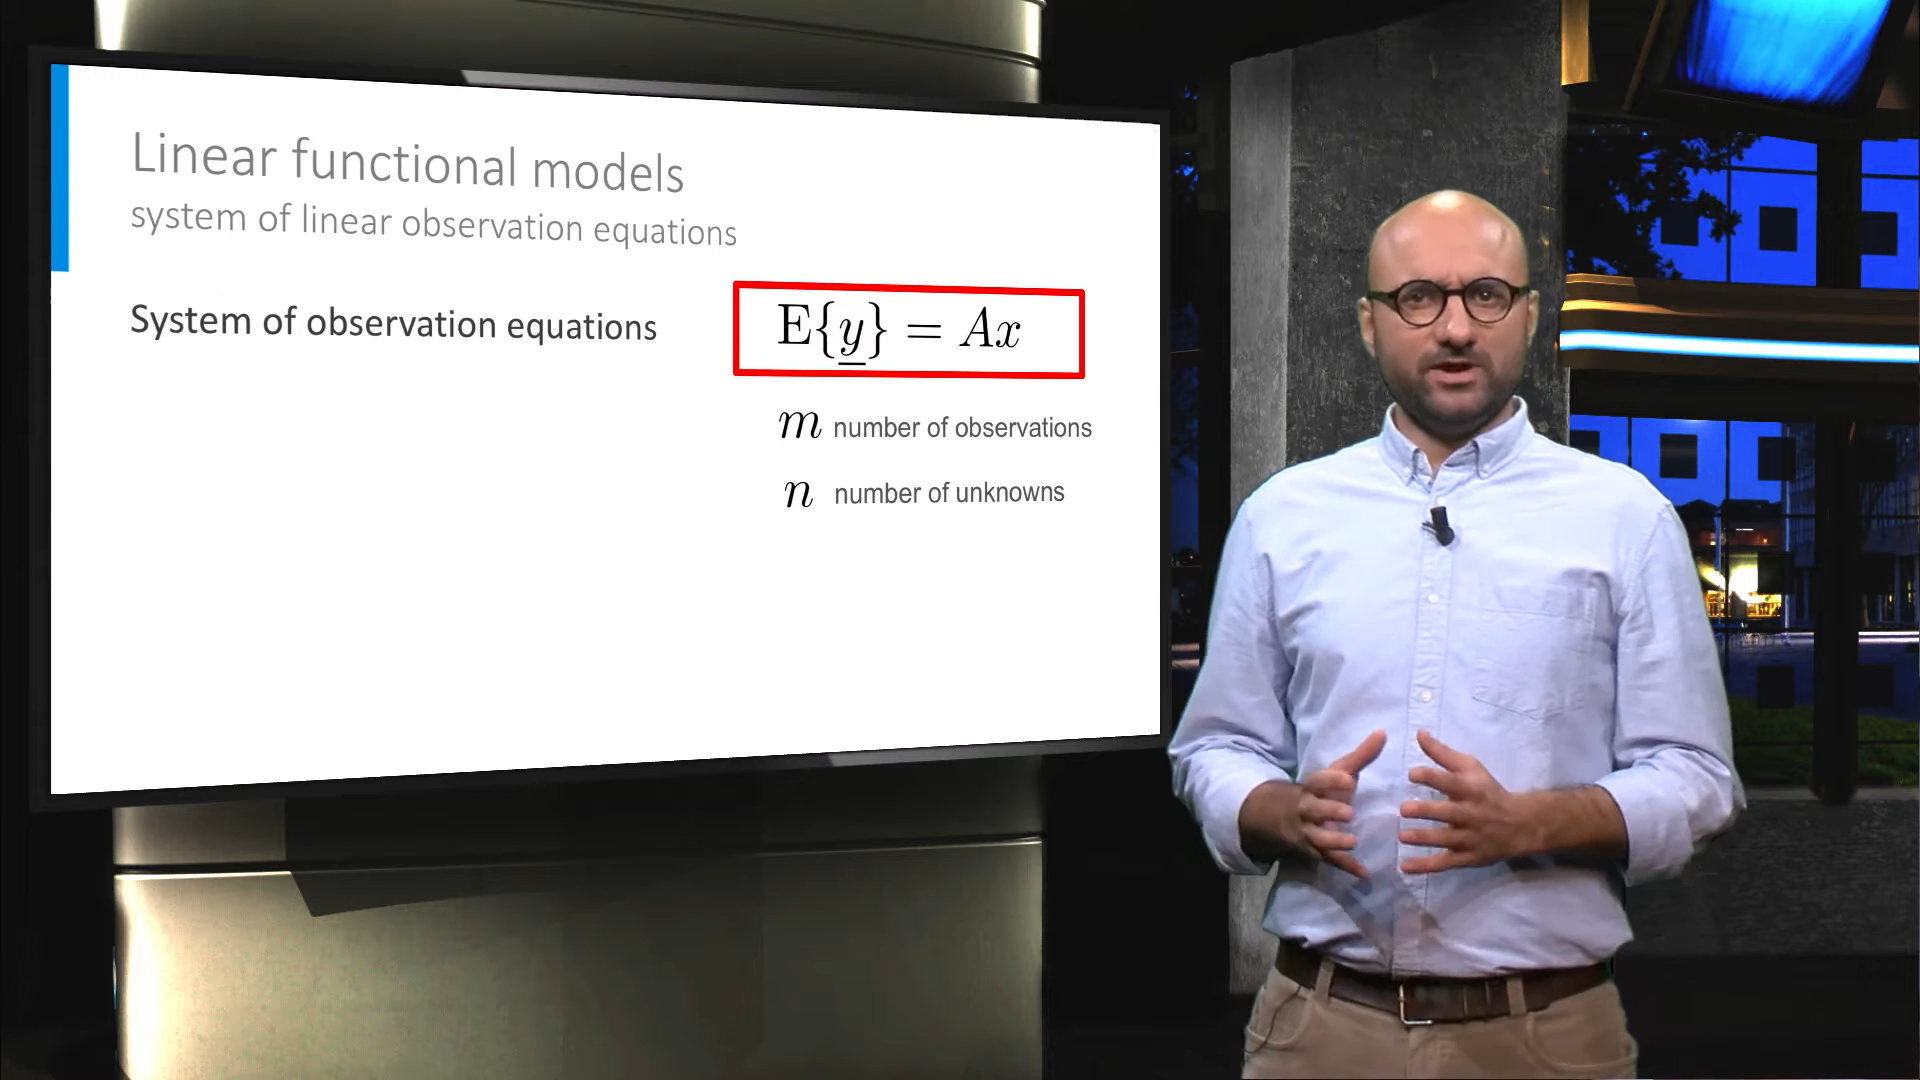 Linear functional models
system of linear observation equations
System of observation equations E{y} = Ax
m number of observations
n number of unknowns